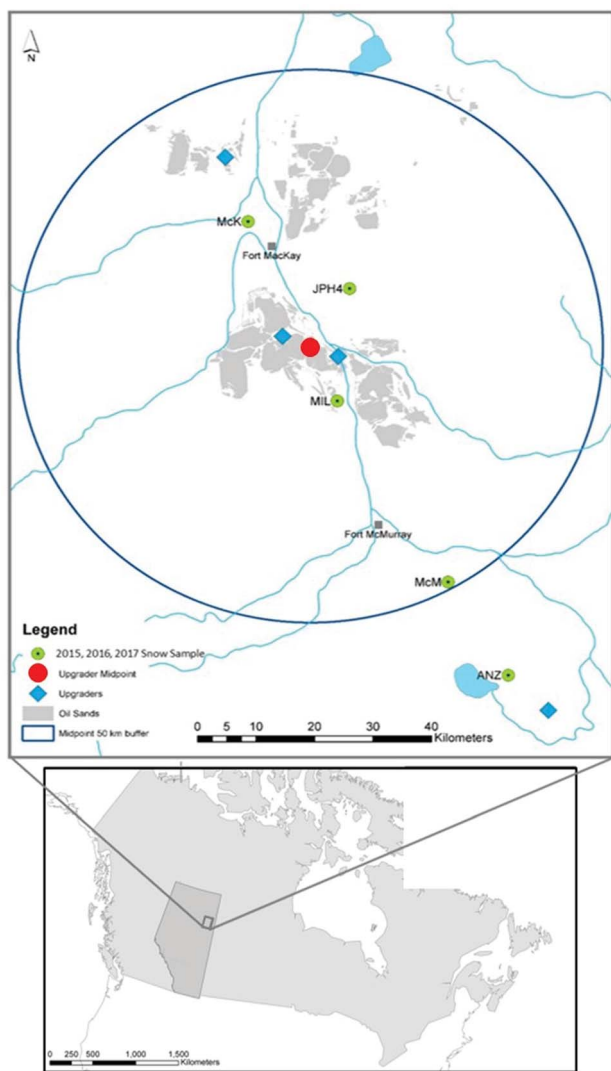 N
McK
Fort MacKay
JPH4
MIL
Fort McMurray
McM
ANZ
Legend
2015, 2016, 2017 Snow Sample
Upgrader Midpoint
Upgraders
Oil Sands
Midpoint 50 km buffer
0 5 10 20 30 40
Kilometers
0 250 500 1,000 1,500
Kilometers